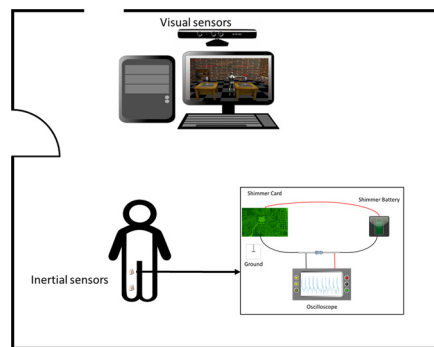 Visual sensors
Shimmer Card
Shimmer Battery
Ground
Inertial sensors
Oscilloscope